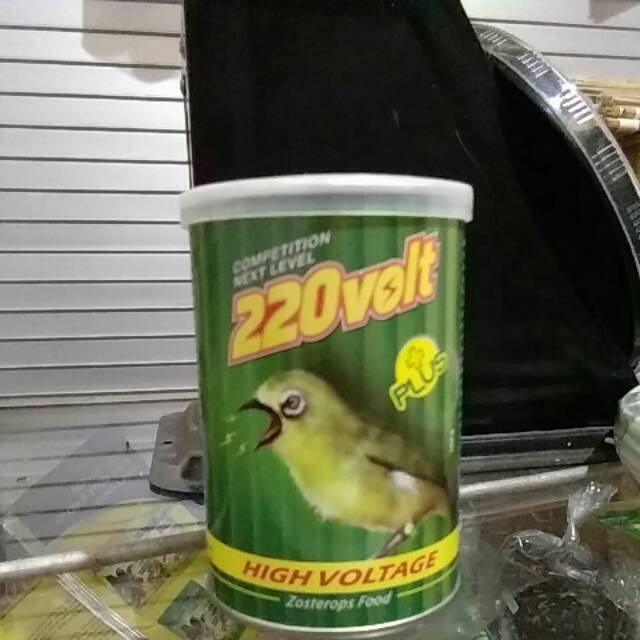 COMPETITION
NEXT LEVEL
220volt
PLUS
HIGH VOLTAGE
Zosterops Food